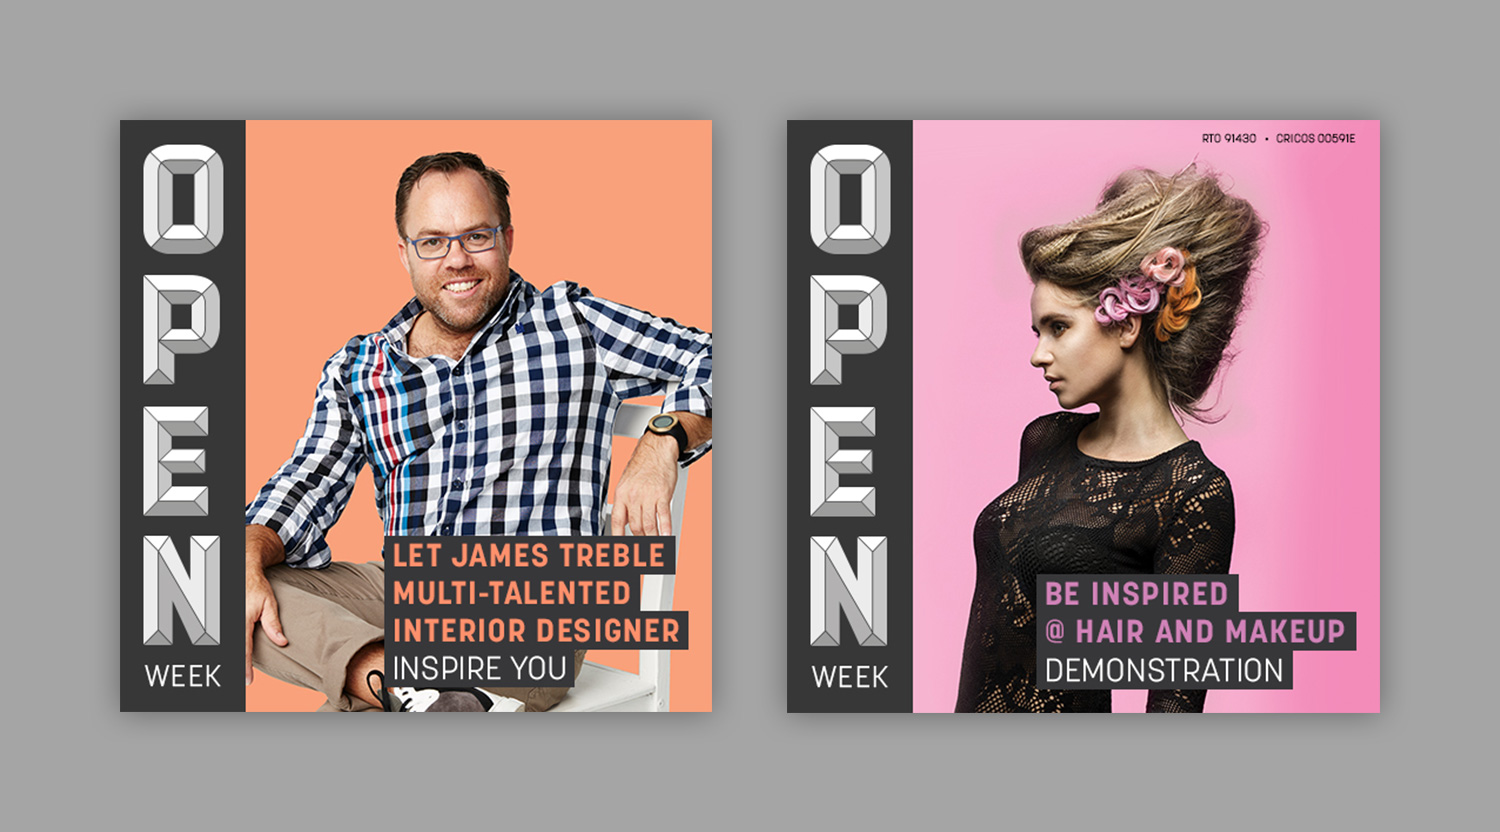 OPEN
WEEK
LET JAMES TREBLE
MULTI-TALENTED
INTERIOR DESIGNER
INSPIRE YOU
RTO 91430 • CRICOS 00591E
OPEN
WEEK
BE INSPIRED
@ HAIR AND MAKEUP
DEMONSTRATION